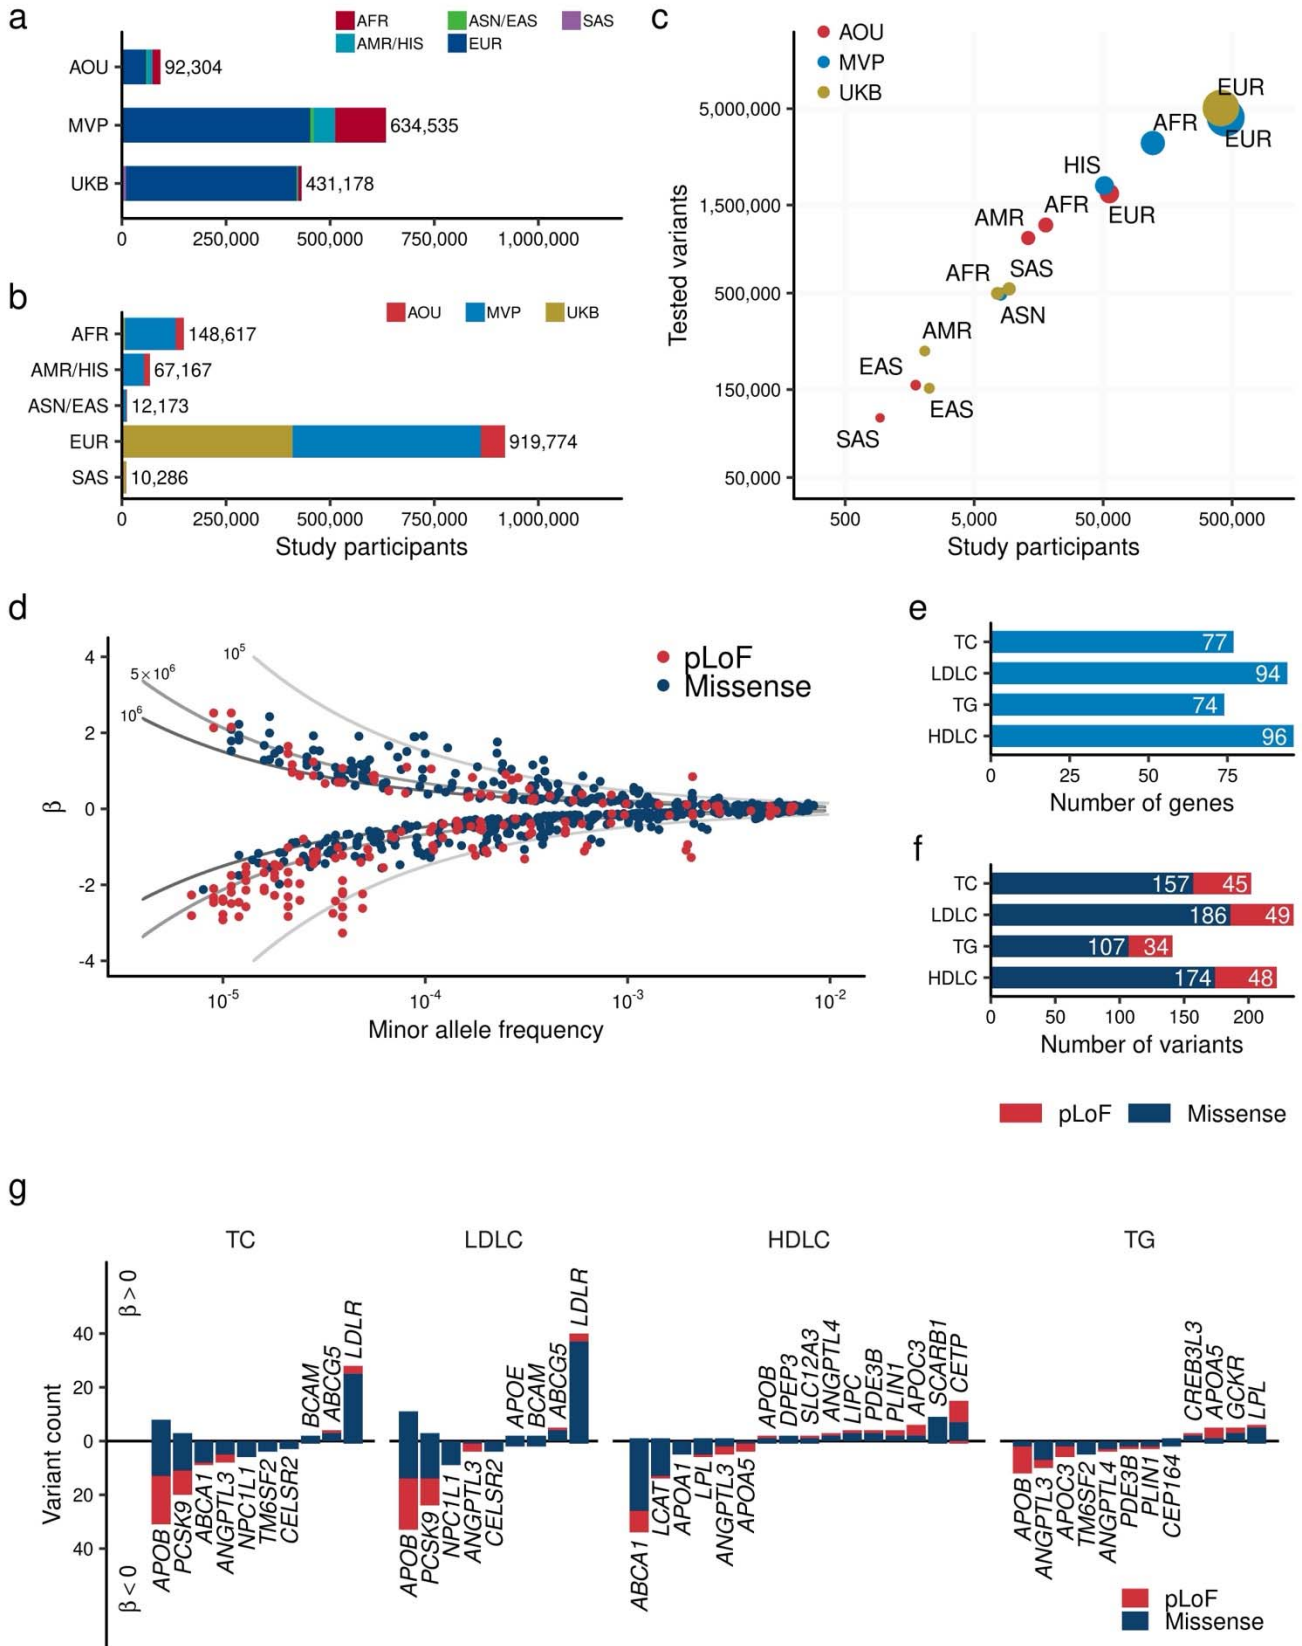 a
AFR
ASN/EAS
SAS
AMR/HIS
EUR
AOU
92,304
MVP
634,535
UKB
431,178
0
250,000
500,000
750,000
1,000,000
b
AOU
MVP
UKB
AFR
148,617
AMR/HIS
67,167
ASN/EAS
12,173
EUR
919,774
SAS
10,286
0
250,000
500,000
750,000
1,000,000
Study participants
c
AOU
MVP
UKB
Tested variants
5,000,000
1,500,000
500,000
150,000
50,000
EUR
AFR
EUR
HIS
AFR
EUR
AMR
SAS
AFR
ASN
AMR
EAS
EAS
SAS
500
5,000
50,000
500,000
Study participants
d
β
4
2
0
-2
-4
10⁵
5×10⁶
10⁶
pLoF
Missense
10⁻⁵
10⁻⁴
10⁻³
10⁻²
Minor allele frequency
e
TC
77
LDLC
94
TG
74
HDLC
96
0
25
50
75
Number of genes
f
TC
157
45
LDLC
186
49
TG
107
34
HDLC
174
48
0
50
100
150
200
Number of variants
pLoF
Missense
g
TC
LDLC
HDLC
TG
Variant count
β > 0
β < 0
40
20
0
20
40
APOB
PCSK9
ABCA1
ANGPTL3
NPC1L1
TM6SF2
CELSR2
BCAM
ABCG5
LDLR
APOB
PCSK9
NPC1L1
ANGPTL3
CELSR2
APOE
BCAM
ABCG5
LDLR
ABCA1
LCAT
APOA1
LPL
ANGPTL3
APOA5
APOB
DPEP3
SLC12A3
ANGPTL4
LIPC
PDE3B
PLIN1
APOC3
SCARB1
CETP
APOB
ANGPTL3
APOC3
TM6SF2
ANGPTL4
PDE3B
PLIN1
CEP164
CREB3L3
APOA5
GCKR
LPL
pLoF
Missense